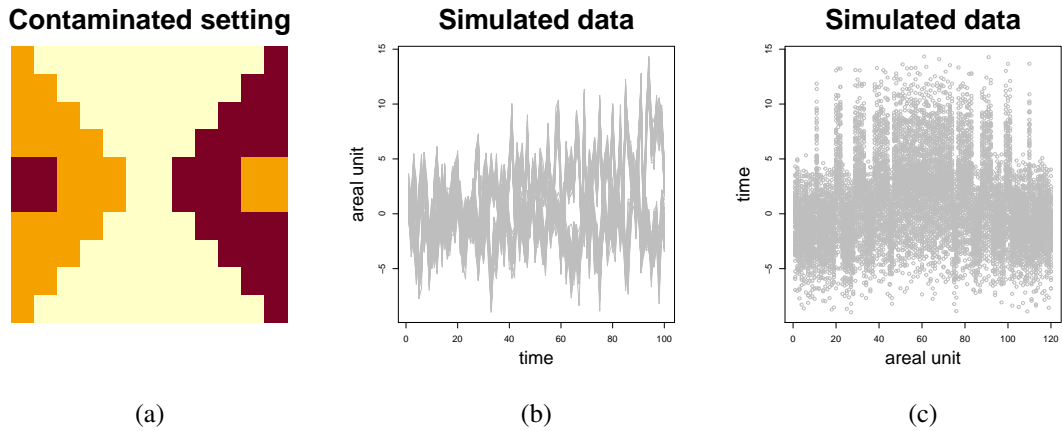 Contaminated setting
Simulated data
Simulated data
areal unit
15
10
5
0
−5
0 20 40 60 80 100
time
time
15
10
5
0
−5
0 20 40 60 80 100 120
areal unit
(a)
(b)
(c)